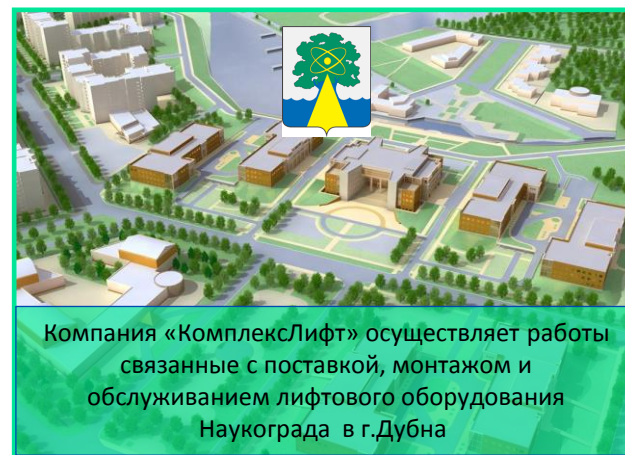 Компания «КомплексЛифт» осуществляет работы
связанные с поставкой, монтажом и
обслуживанием лифтового оборудования
Наукограда  в г.Дубна